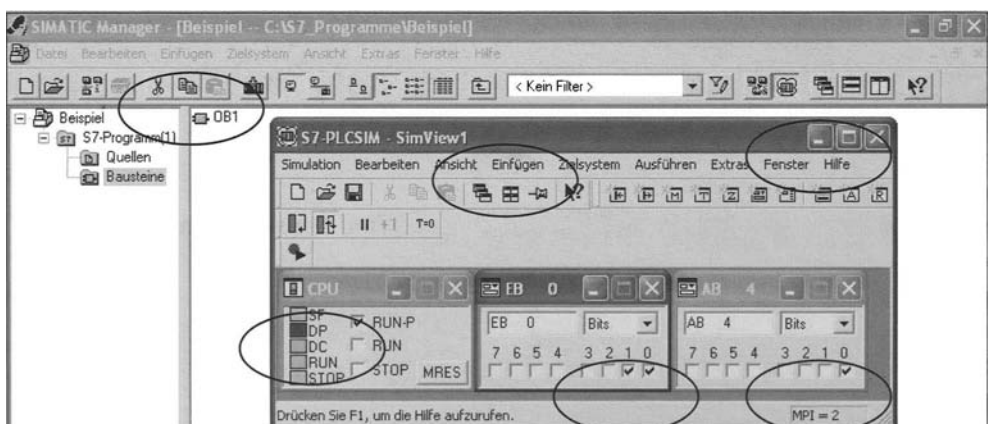 SIMATIC Manager - [Beispiel -- C:\S7_Programme\Beispiel]
Datei Bearbeiten Einfügen Zielsystem Ansicht Extras Fenster Hilfe
< Kein Filter >
Beispiel
S7-Programm(1)
Quellen
Bausteine
OB1
S7-PLCSIM - SimView1
Simulation Bearbeiten Ansicht Einfügen Zielsystem Ausführen Extras Fenster Hilfe
+1 T=0
CPU
SF
DP
DC
RUN
STOP
RUN-P
RUN
STOP
MRES
EB 0
EB 0 Bits
7 6 5 4 3 2 1 0
AB 4
AB 4 Bits
7 6 5 4 3 2 1 0
Drücken Sie F1, um die Hilfe aufzurufen.
MPI = 2